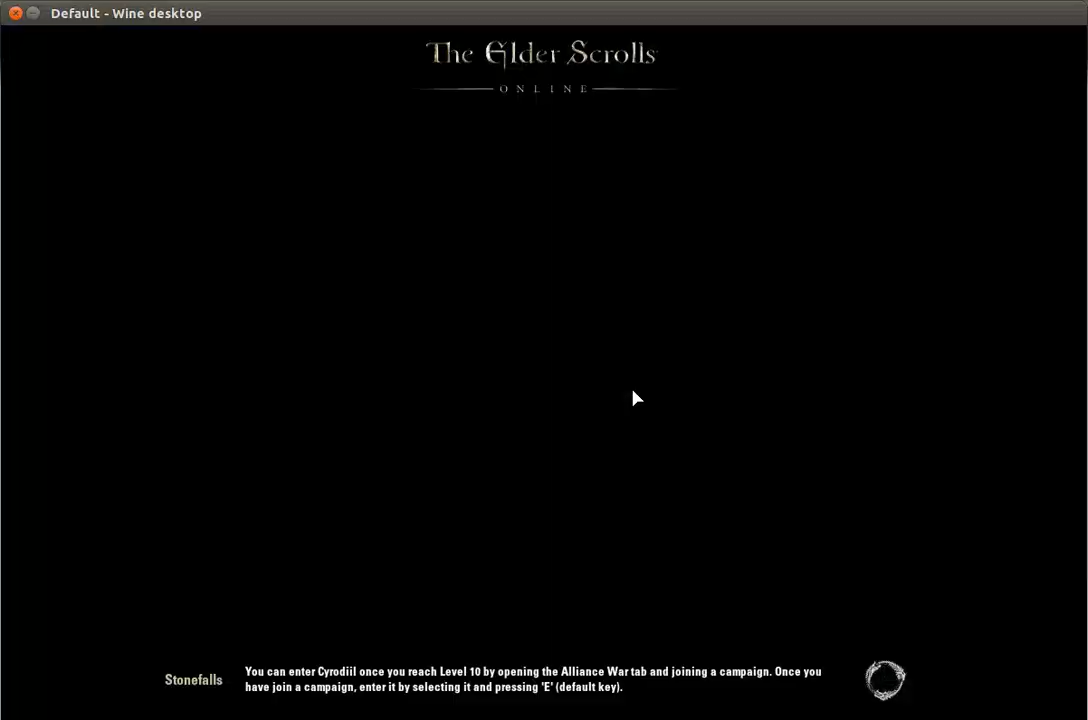 Default - Wine desktop
The Elder Scrolls
ONLINE
Stonefalls
You can enter Cyrodiil once you reach Level 10 by opening the Alliance War tab and joining a campaign. Once you
have join a campaign, enter it by selecting it and pressing 'E' (default key).